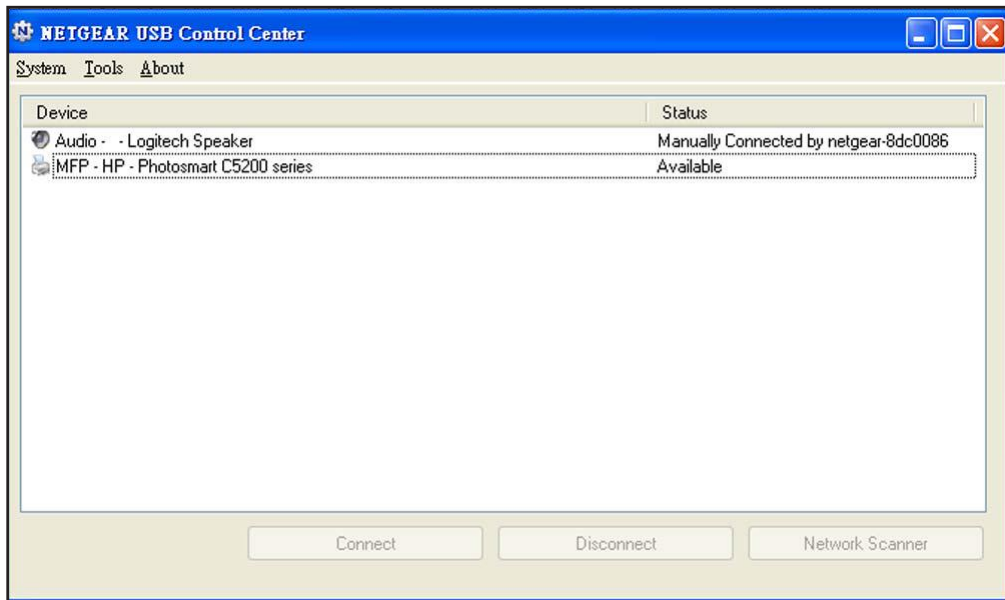 NETGEAR USB Control Center
System Tools About
Device Status
Audio - - Logitech Speaker Manually Connected by netgear-8dc0086
MFP - HP - Photosmart C5200 series Available
Connect Disconnect Network Scanner